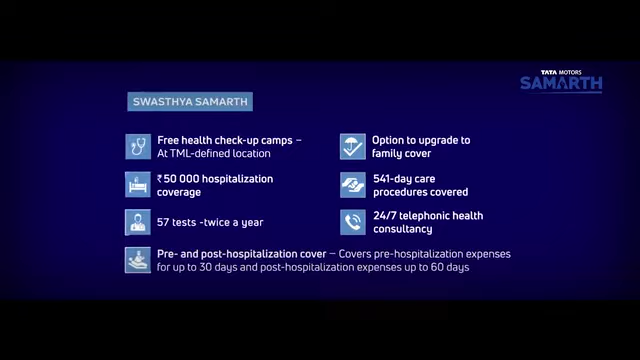 TATA MOTORS
SAMARTH
SWASTHYA SAMARTH
Free health check-up camps –
At TML-defined location
Option to upgrade to
family cover
₹50 000 hospitalization
coverage
541-day care
procedures covered
57 tests -twice a year
24/7 telephonic health
consultancy
Pre- and post-hospitalization cover – Covers pre-hospitalization expenses
for up to 30 days and post-hospitalization expenses up to 60 days